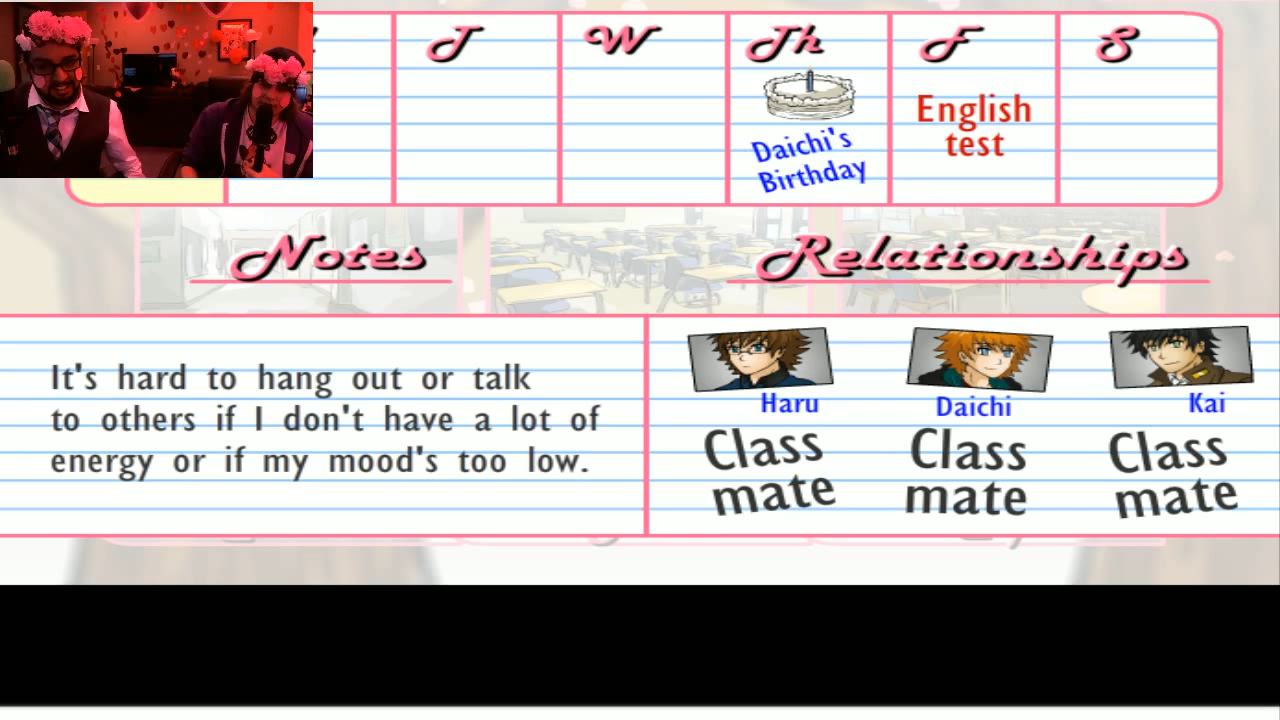 T W Th F S
Daichi's
Birthday
English
test
Notes
Relationships
It's hard to hang out or talk
to others if I don't have a lot of
energy or if my mood's too low.
Haru
Class
mate
Daichi
Class
mate
Kai
Class
mate